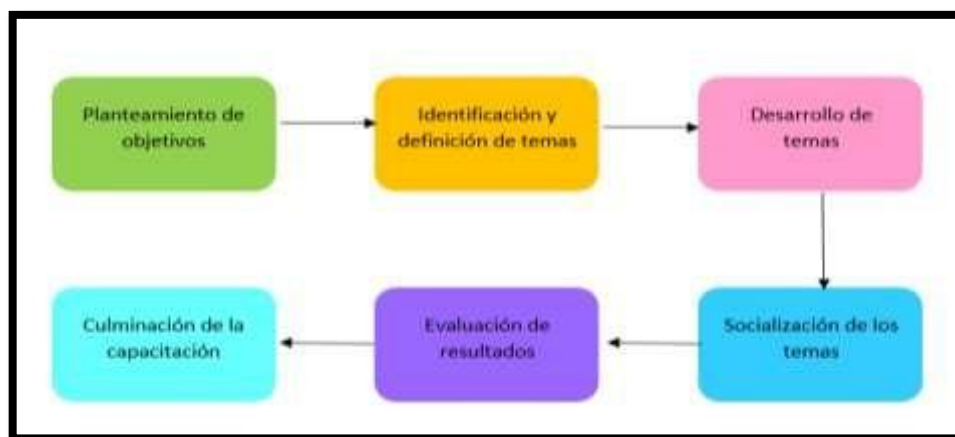 Planteamiento de
objetivos
Identificación y
definición de temas
Desarrollo de
temas
Socialización de los
temas
Evaluación de
resultados
Culminación de la
capacitación